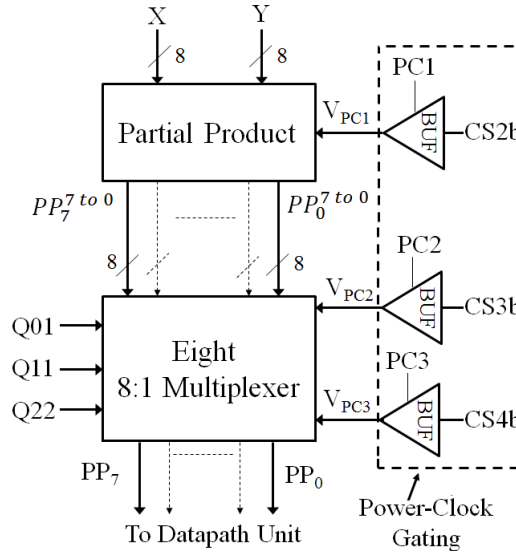 X Y
8 8
PC1
Partial Product
V_PC1
BUF
CS2b
PP_7^{7 to 0} PP_0^{7 to 0}
8 8
PC2
V_PC2
BUF
CS3b
Q01
Q11
Q22
Eight
8:1 Multiplexer
PC3
V_PC3
BUF
CS4b
PP_7 PP_0
To Datapath Unit
Power-Clock
Gating